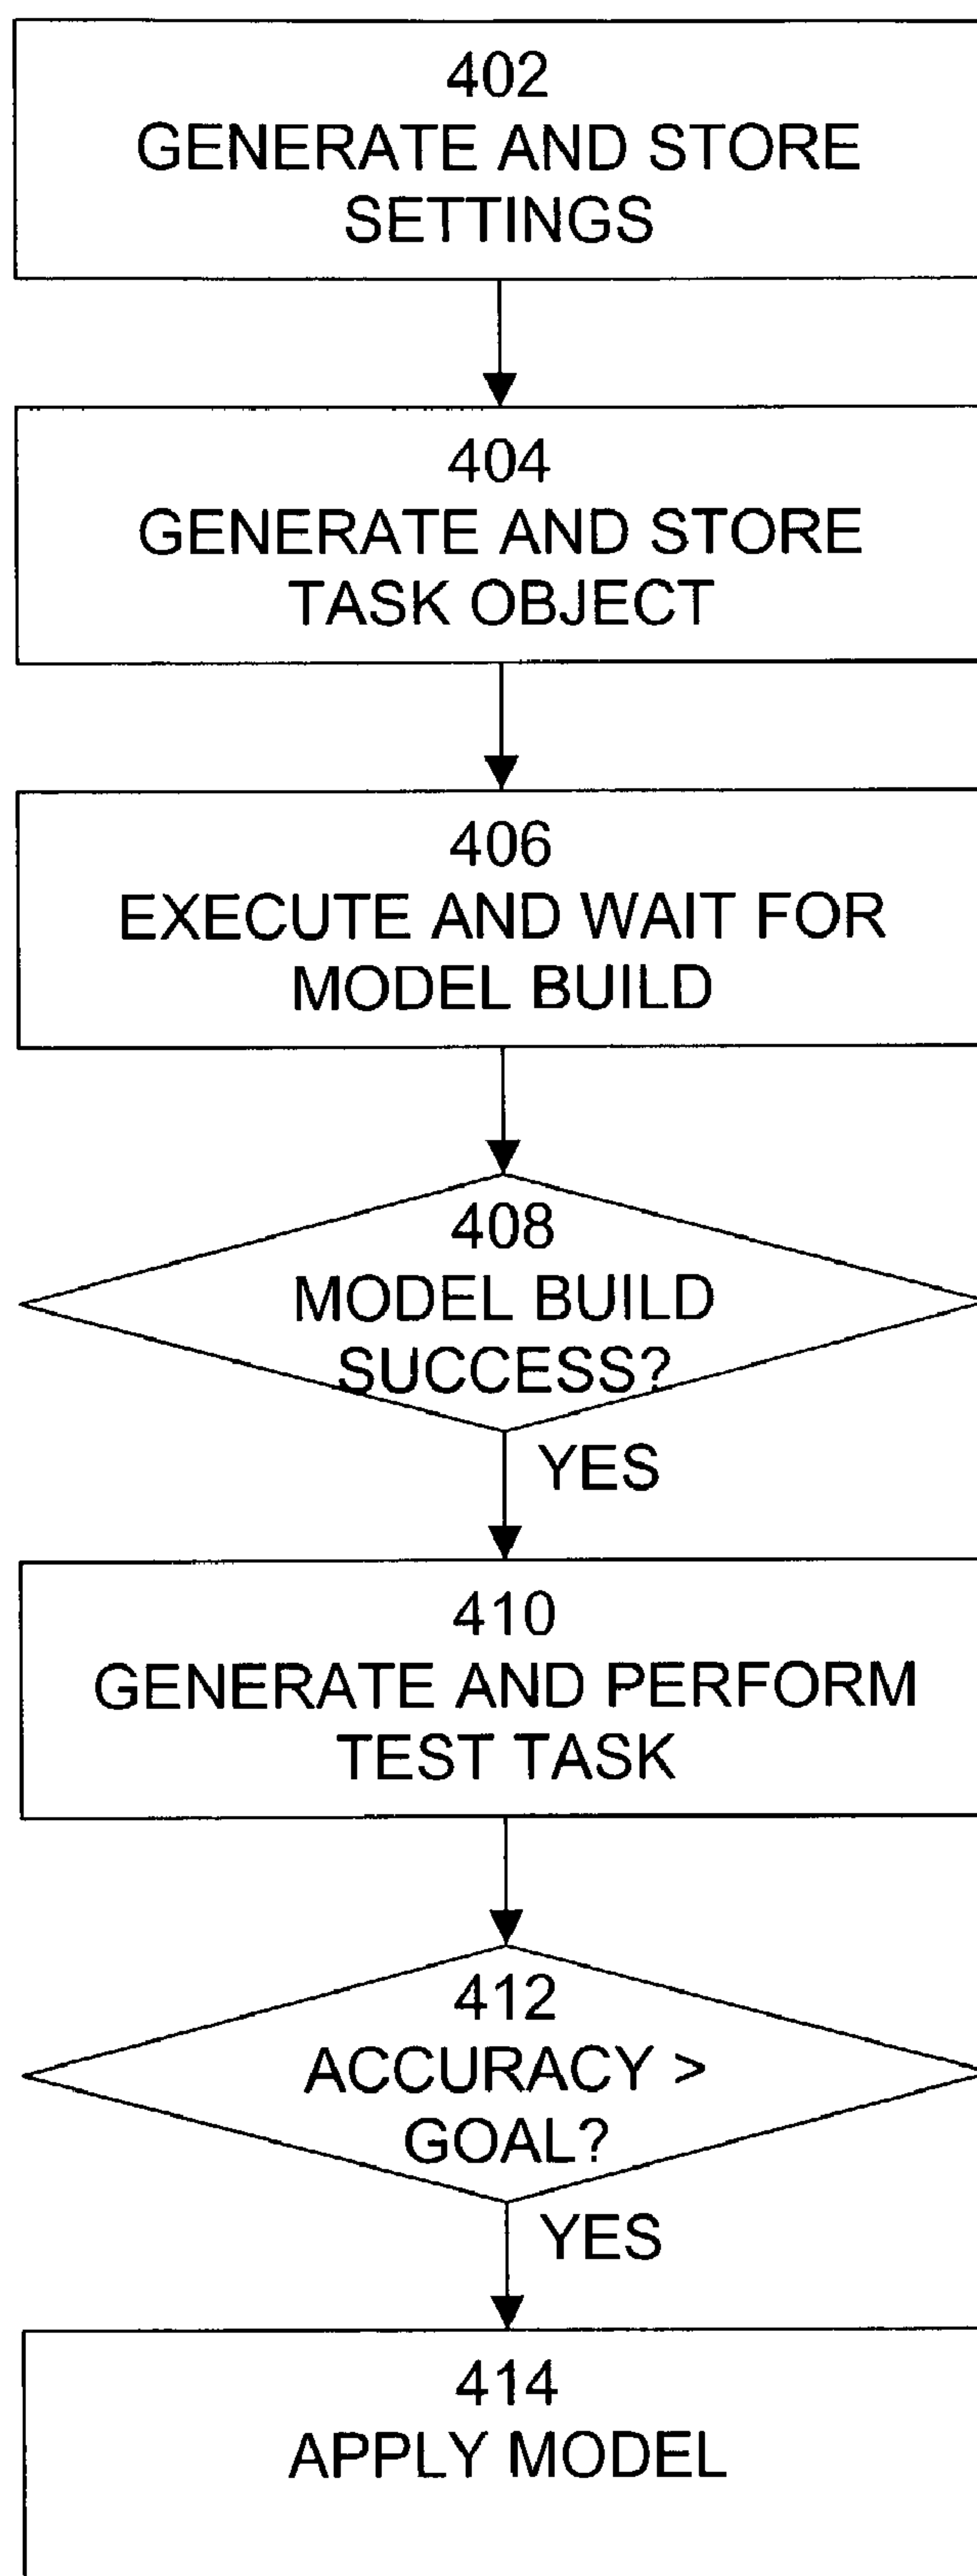 402
GENERATE AND STORE
SETTINGS
404
GENERATE AND STORE
TASK OBJECT
406
EXECUTE AND WAIT FOR
MODEL BUILD
408
MODEL BUILD
SUCCESS?
YES
410
GENERATE AND PERFORM
TEST TASK
412
ACCURACY >
GOAL?
YES
414
APPLY MODEL